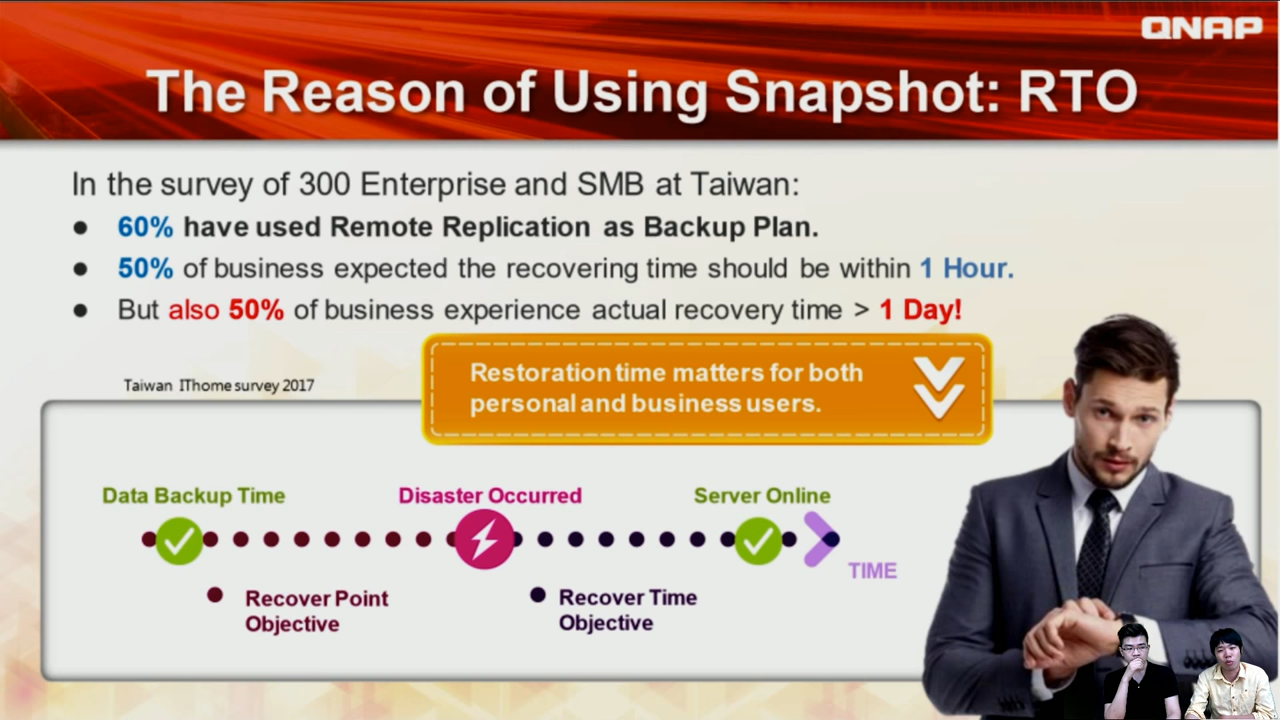 QNAP
The Reason of Using Snapshot: RTO
In the survey of 300 Enterprise and SMB at Taiwan:
● 60% have used Remote Replication as Backup Plan.
● 50% of business expected the recovering time should be within 1 Hour.
● But also 50% of business experience actual recovery time > 1 Day!
Taiwan IThome survey 2017
Restoration time matters for both
personal and business users.
Data Backup Time
Disaster Occurred
Server Online
TIME
Recover Point
Objective
Recover Time
Objective